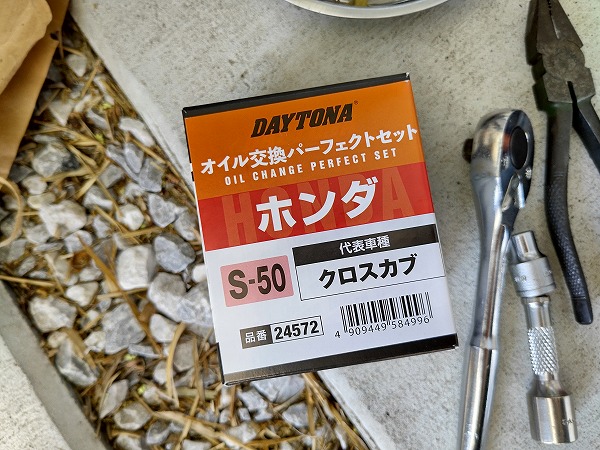 DAYTONA®
オイル交換パーフェクトセット
OIL CHANGE PERFECT SET
HONDA
ホンダ
代表車種
S-50
クロスカブ
品番 24572
4 909449 584996